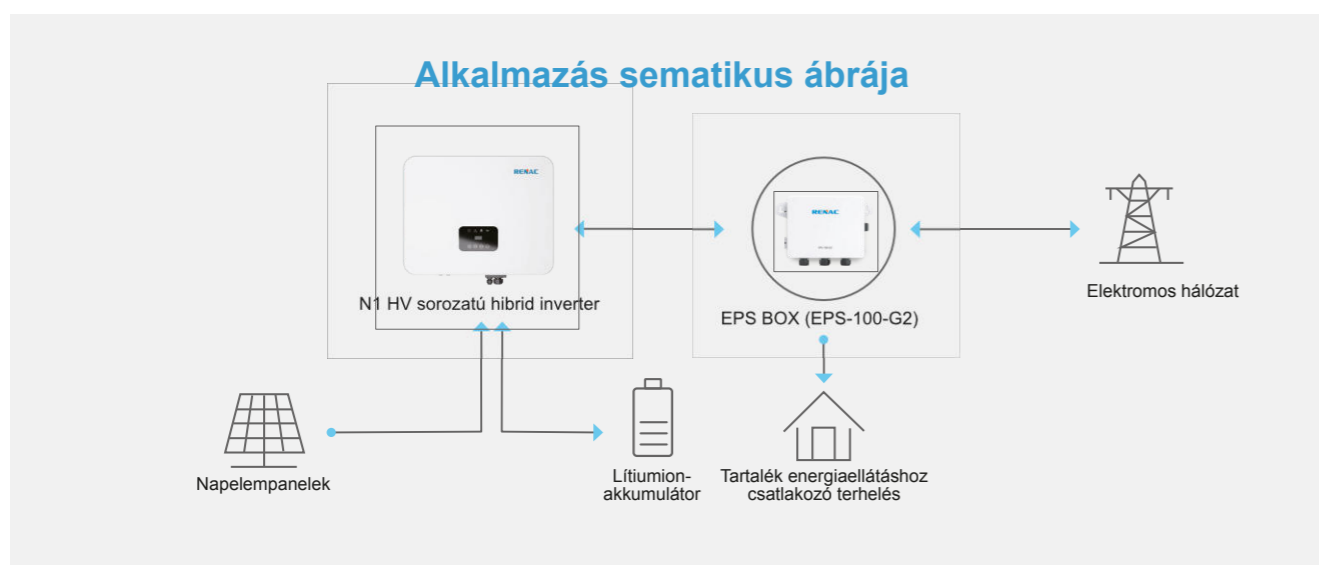 Alkalmazás sematikus ábrája
RENAC
N1 HV sorozatú hibrid inverter
RENAC
EPS BOX (EPS-100-G2)
Elektromos hálózat
Napelempanelek
Lítiumion-
akkumulátor
Tartalék energiaellátáshoz
csatlakozó terhelés